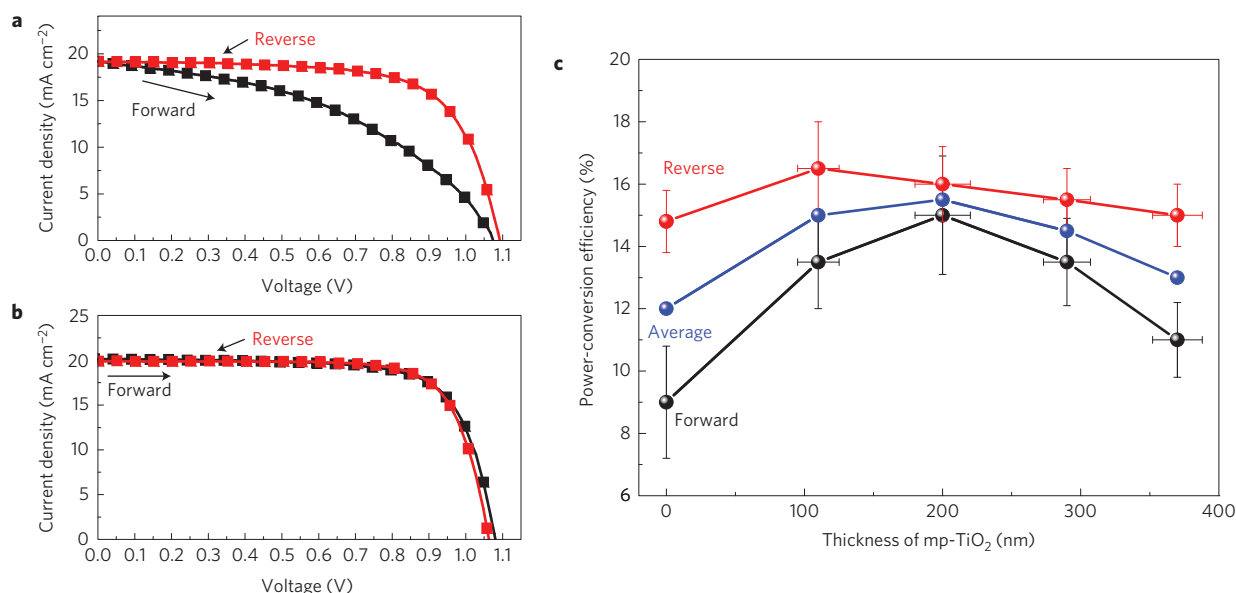 a
Current density (mA cm⁻²)
25
20
15
10
5
0
Reverse
Forward
0.0 0.1 0.2 0.3 0.4 0.5 0.6 0.7 0.8 0.9 1.0 1.1
Voltage (V)
b
Current density (mA cm⁻²)
25
20
15
10
5
0
Reverse
Forward
0.0 0.1 0.2 0.3 0.4 0.5 0.6 0.7 0.8 0.9 1.0 1.1
Voltage (V)
c
Power-conversion efficiency (%)
20
18
16
14
12
10
8
6
Reverse
Average
Forward
0 100 200 300 400
Thickness of mp-TiO₂ (nm)